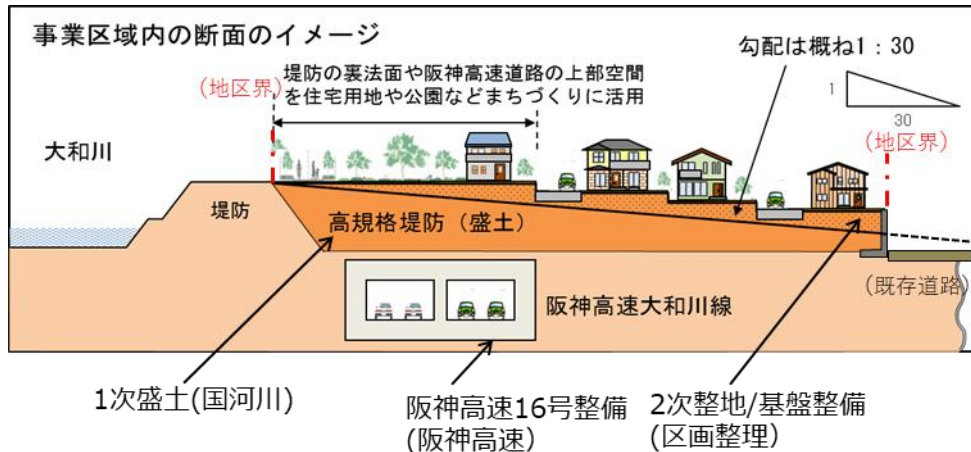 事業区域内の断面のイメージ
勾配は概ね1：30
堤防の裏法面や阪神高速道路の上部空間
を住宅用地や公園などまちづくりに活用
(地区界)
1
30
(地区界)
大和川
堤防
高規格堤防（盛土）
(既存道路)
阪神高速大和川線
1次盛土(国河川)
阪神高速16号整備
(阪神高速）
2次整地/基盤整備
(区画整理）